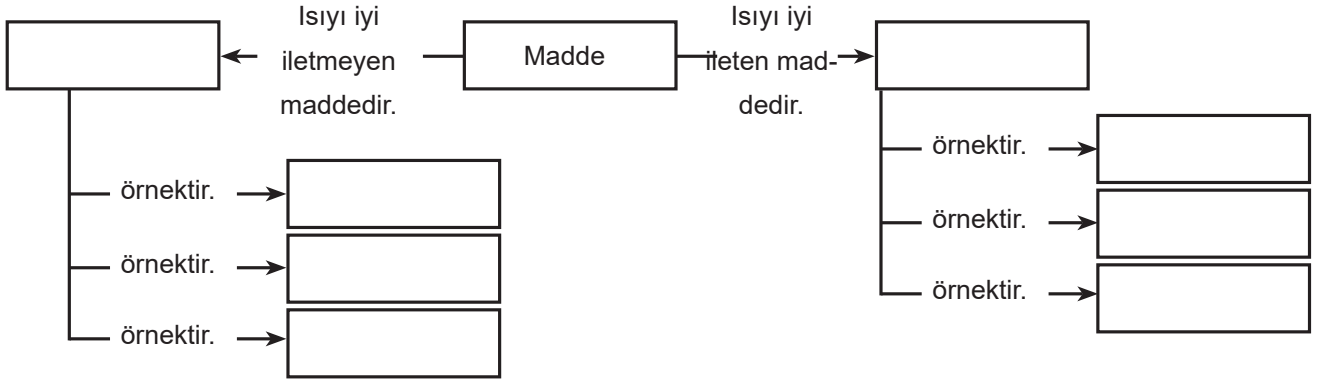 Isıyı iyi
iletmeyen
maddedir.
Madde
Isıyı iyi
ileten mad-
dedir.
örnektir.
örnektir.
örnektir.
örnektir.
örnektir.
örnektir.